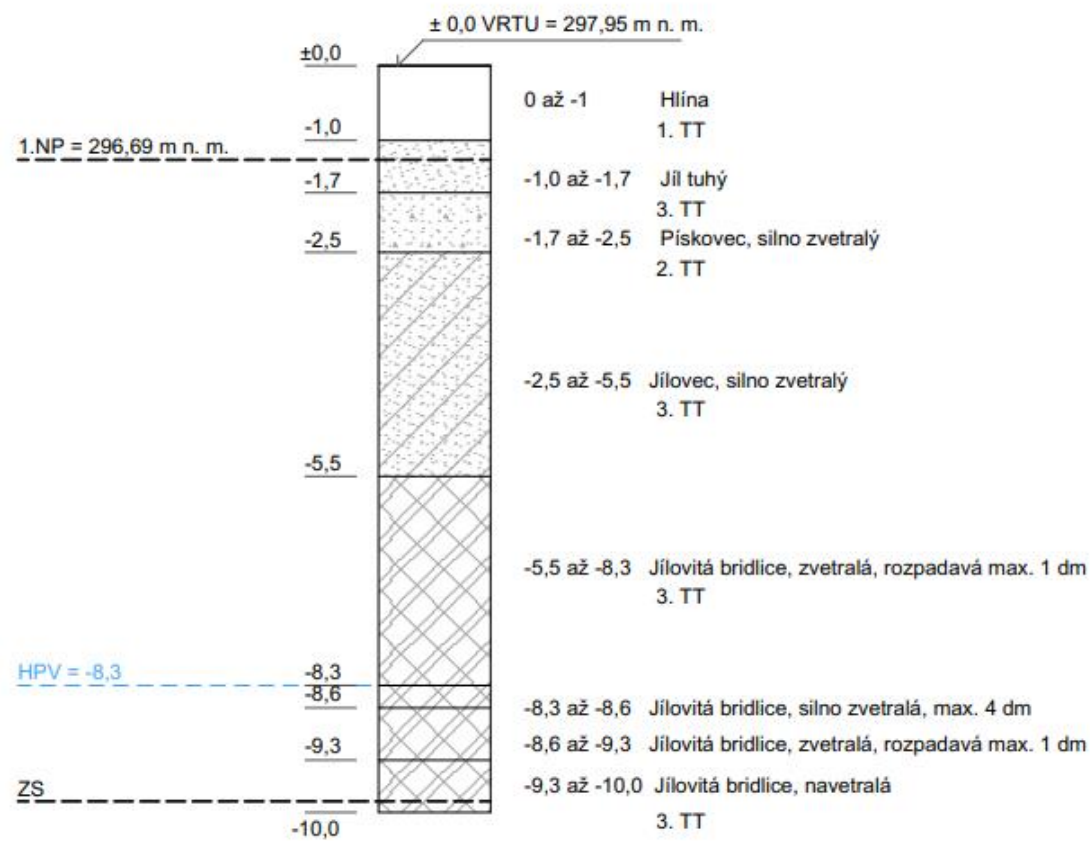 ± 0,0 VRTU = 297,95 m n. m.
±0,0
0 až -1 Hlína
1. TT
-1,0
1.NP = 296,69 m n. m.
-1,7
-1,0 až -1,7 Jíl tuhý
3. TT
-2,5
-1,7 až -2,5 Pískovec, silno zvetralý
2. TT
-2,5 až -5,5 Jílovec, silno zvetralý
3. TT
-5,5
-5,5 až -8,3 Jílovitá bridlice, zvetralá, rozpadavá max. 1 dm
3. TT
HPV = -8,3
-8,3
-8,6
-8,3 až -8,6 Jílovitá bridlice, silno zvetralá, max. 4 dm
-9,3
-8,6 až -9,3 Jílovitá bridlice, zvetralá, rozpadavá max. 1 dm
ZS
-9,3 až -10,0 Jílovitá bridlice, navetralá
3. TT
-10,0